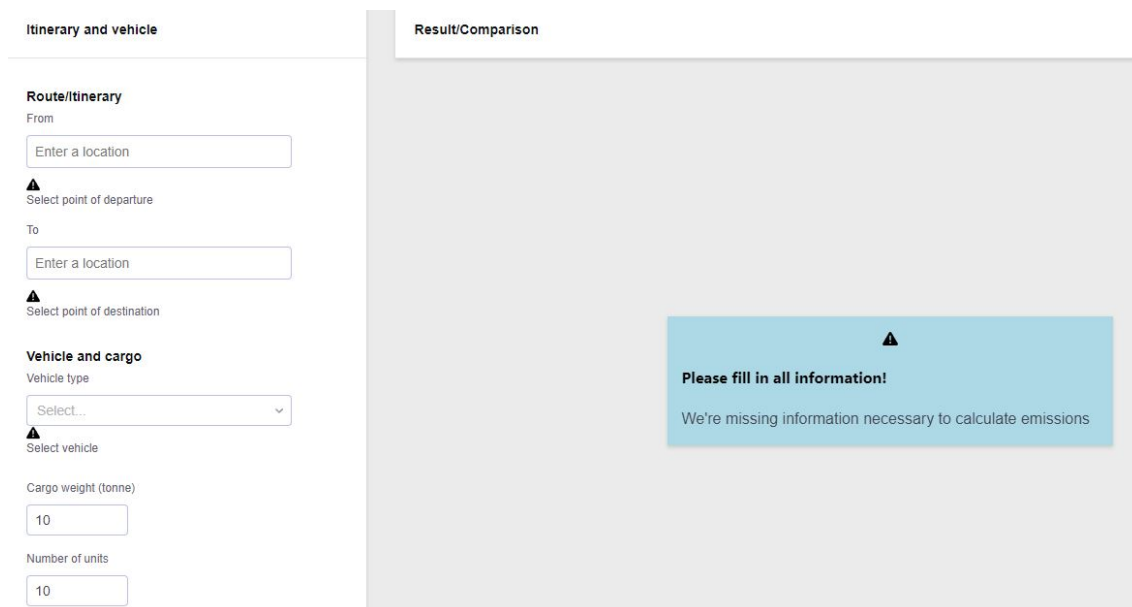 Itinerary and vehicle
Result/Comparison
Route/Itinerary
From
Enter a location
Select point of departure
To
Enter a location
Select point of destination
Vehicle and cargo
Vehicle type
Select...
Select vehicle
Cargo weight (tonne)
10
Number of units
10
Please fill in all information!
We're missing information necessary to calculate emissions